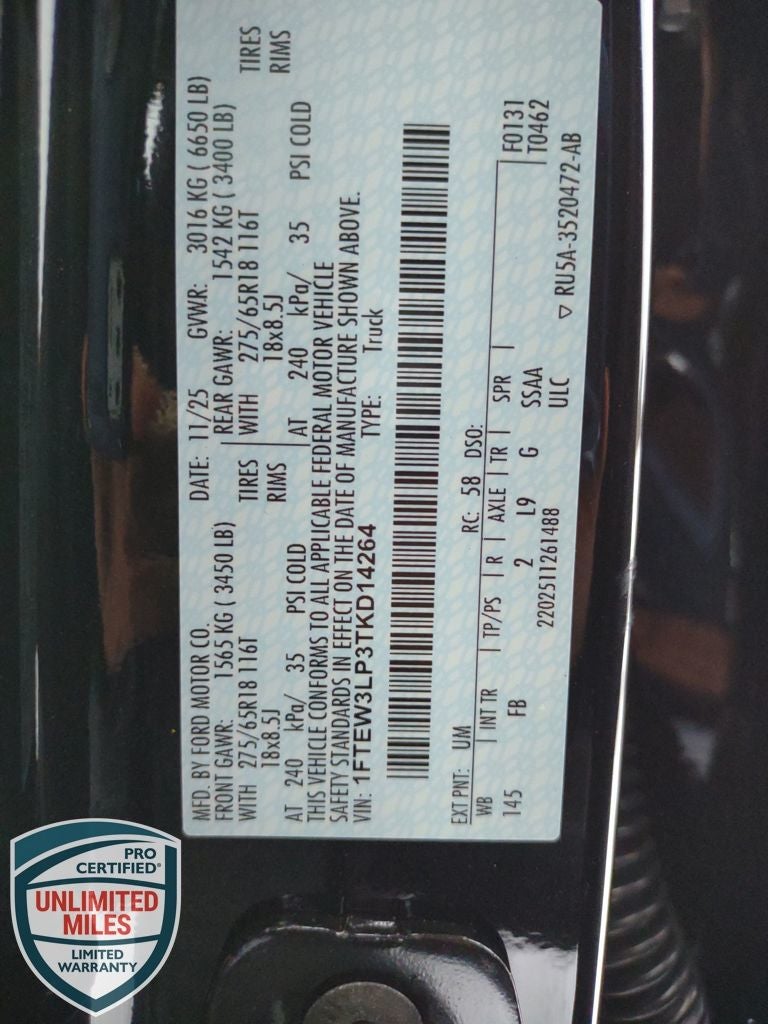 MFD. BY FORD MOTOR CO.
DATE: 11/25 GVWR: 3016 KG ( 6650 LB)
FRONT GAWR: 1565 KG ( 3450 LB)
REAR GAWR: 1542 KG ( 3400 LB)
WITH 275/65R18 116T TIRES
WITH 275/65R18 116T TIRES
18x8.5J RIMS
18x8.5J RIMS
AT 240 kPa/ 35 PSI COLD
AT 240 kPa/ 35 PSI COLD
THIS VEHICLE CONFORMS TO ALL APPLICABLE FEDERAL MOTOR VEHICLE
SAFETY STANDARDS IN EFFECT ON THE DATE OF MANUFACTURE SHOWN ABOVE.
VIN: 1FTEW3LP3TKD14264 TYPE: Truck
EXT PNT: UM RC: 58 DSO:
WB INT TR TP/PS R AXLE TR SPR
F0131
T0462
145 FB 2 L9 G SSAA
2202511261488 ULC
▽ RU5A-3520472-AB
PRO
CERTIFIED®
UNLIMITED
MILES
LIMITED
WARRANTY